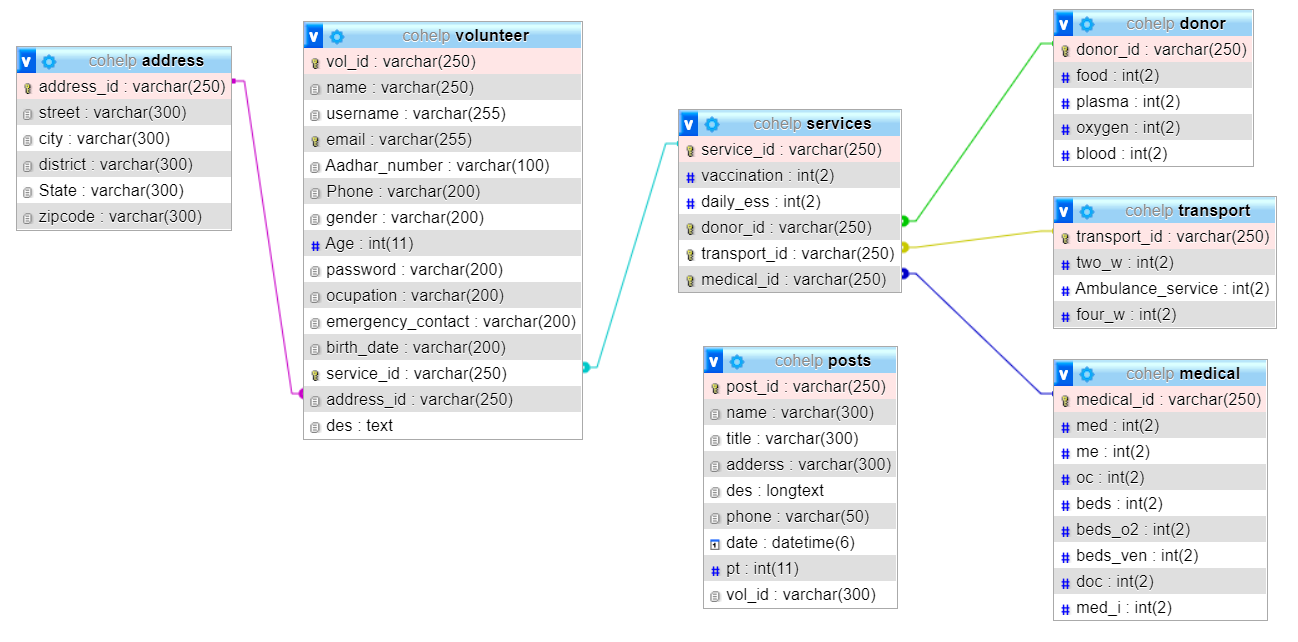 cohelp address
address_id : varchar(250)
street : varchar(300)
city : varchar(300)
district : varchar(300)
State : varchar(300)
zipcode : varchar(300)
cohelp volunteer
vol_id : varchar(250)
name : varchar(250)
username : varchar(255)
email : varchar(255)
Aadhar_number : varchar(100)
Phone : varchar(200)
gender : varchar(200)
Age : int(11)
password : varchar(200)
ocupation : varchar(200)
emergency_contact : varchar(200)
birth_date : varchar(200)
service_id : varchar(250)
address_id : varchar(250)
des : text
cohelp services
service_id : varchar(250)
vaccination : int(2)
daily_ess : int(2)
donor_id : varchar(250)
transport_id : varchar(250)
medical_id : varchar(250)
cohelp posts
post_id : varchar(250)
name : varchar(300)
title : varchar(300)
adderss : varchar(300)
des : longtext
phone : varchar(50)
date : datetime(6)
pt : int(11)
vol_id : varchar(300)
cohelp donor
donor_id : varchar(250)
food : int(2)
plasma : int(2)
oxygen : int(2)
blood : int(2)
cohelp transport
transport_id : varchar(250)
two_w : int(2)
Ambulance_service : int(2)
four_w : int(2)
cohelp medical
medical_id : varchar(250)
med : int(2)
me : int(2)
oc : int(2)
beds : int(2)
beds_o2 : int(2)
beds_ven : int(2)
doc : int(2)
med_i : int(2)